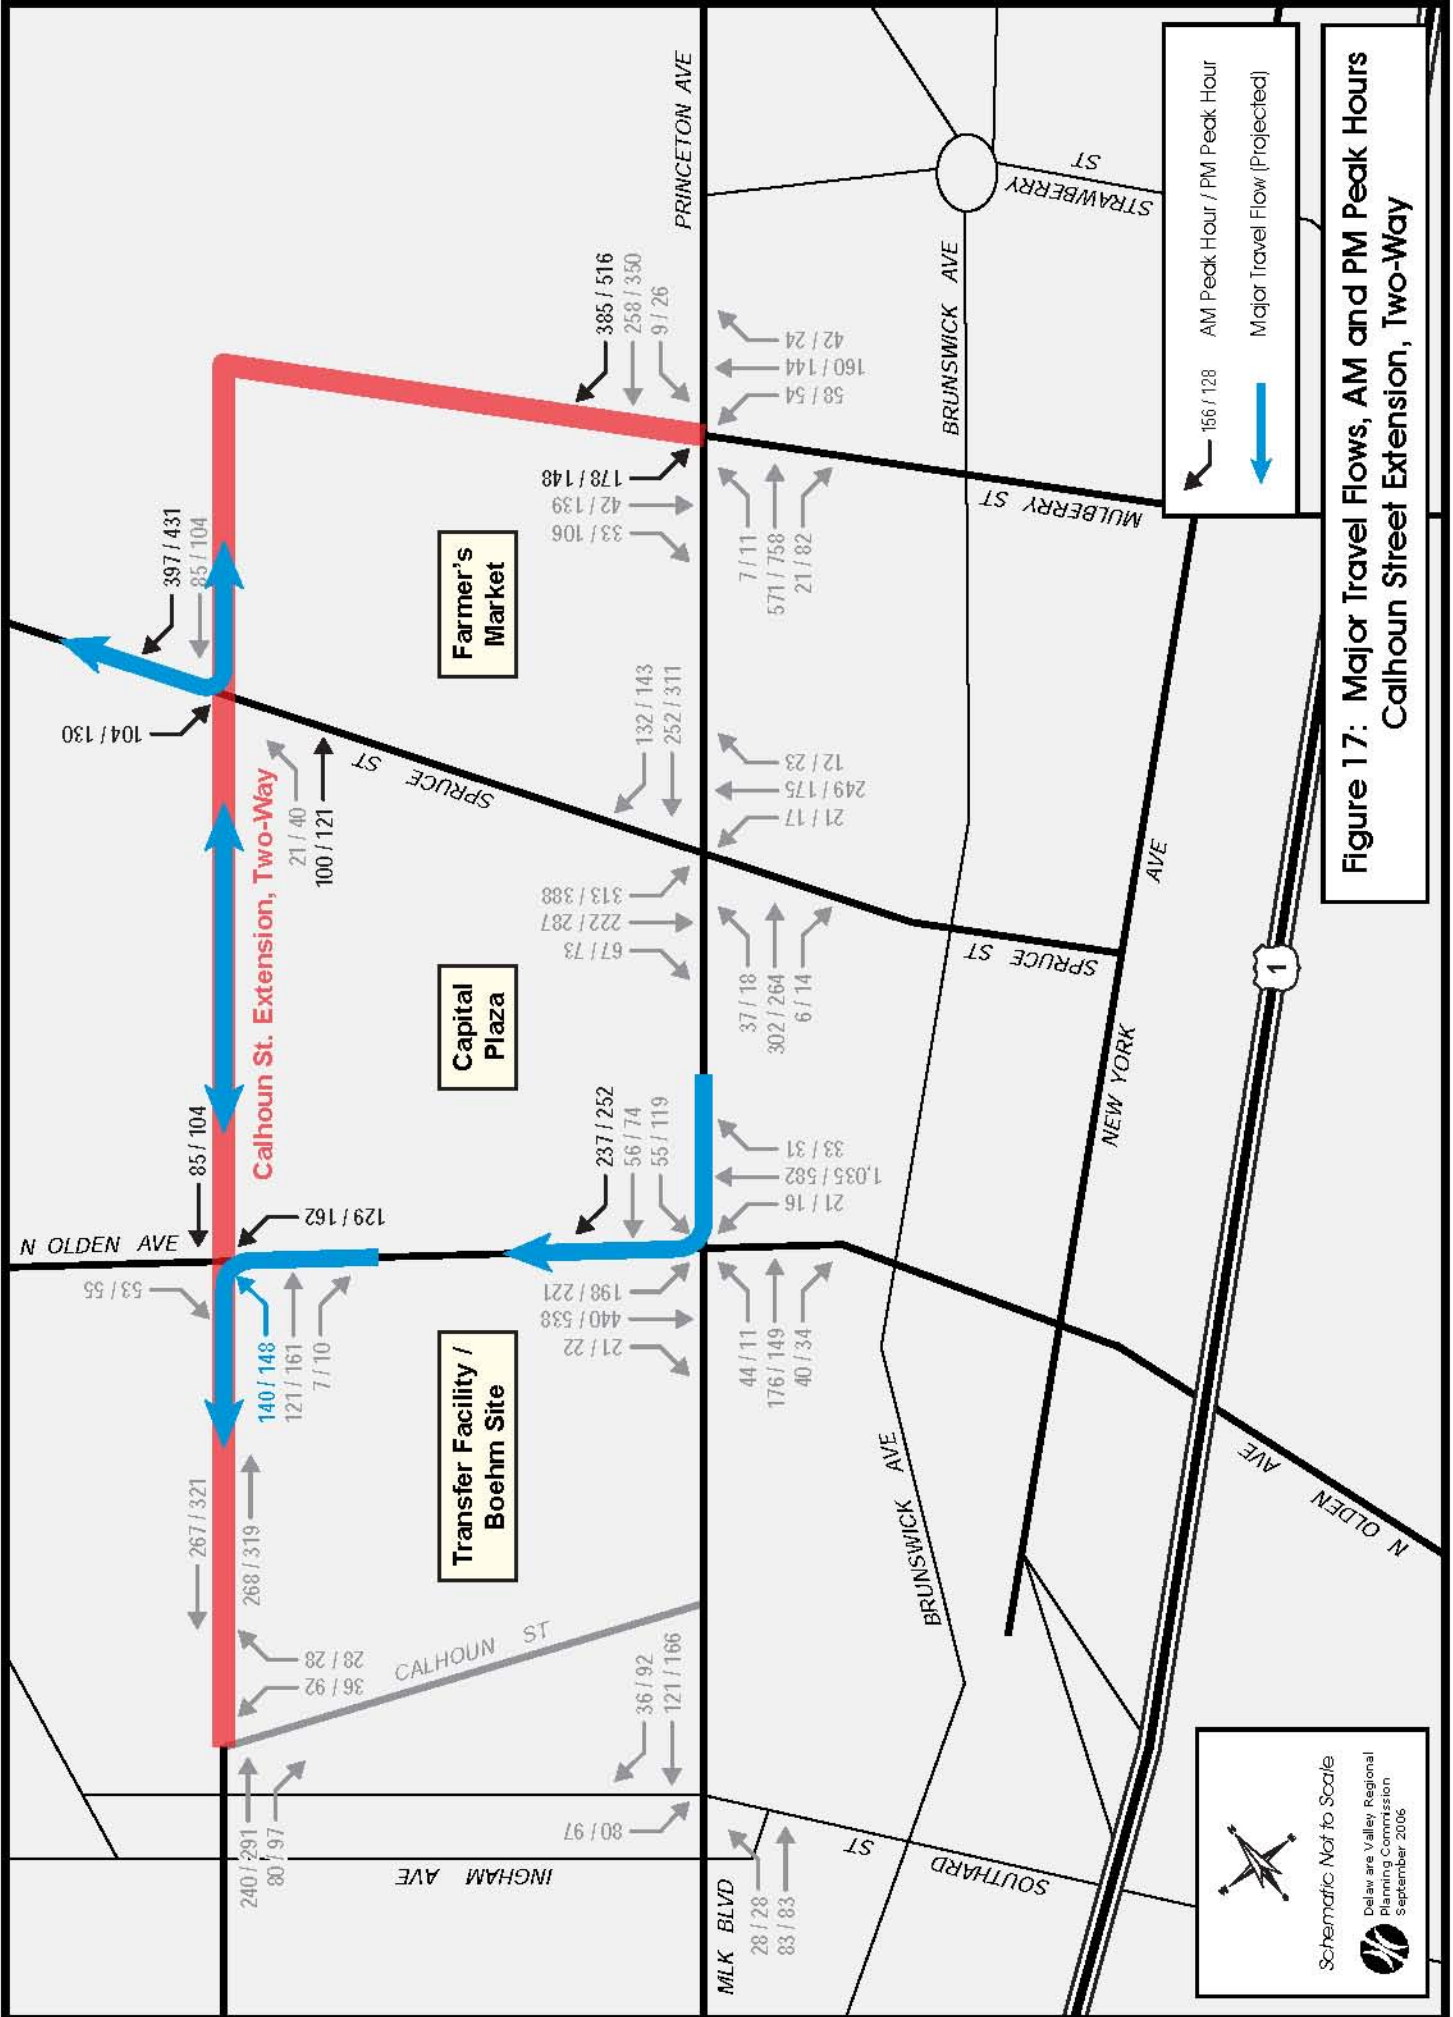 Figure 17: Major Travel Flows, AM and PM Peak Hours
Calhoun Street Extension, Two-Way
156 / 128 AM Peak Hour / PM Peak Hour
Major Travel Flow (Projected)
PRINCETON AVE
385 / 516
258 / 350
9 / 26
42 / 24
160 / 144
58 / 54
178 / 148
42 / 139
33 / 106
7 / 11
571 / 758
21 / 82
MULBERRY ST
STRAWBERRY
ST
BRUNSWICK AVE
397 / 431
85 / 104
104 / 130
21 / 40
100 / 121
SPRUCE ST
Farmer's
Market
132 / 143
252 / 311
12 / 23
249 / 175
21 / 17
313 / 388
222 / 287
67 / 73
37 / 18
302 / 264
6 / 14
SPRUCE ST
NEW YORK AVE
1
Calhoun St. Extension, Two-Way
Capital
Plaza
85 / 104
129 / 162
N OLDEN AVE
53 / 55
140 / 148
121 / 161
7 / 10
237 / 252
56 / 74
55 / 119
33 / 31
1,035 / 582
21 / 16
198 / 221
440 / 538
21 / 22
44 / 11
176 / 149
40 / 34
Transfer Facility /
Boehm Site
BRUNSWICK AVE
N OLDEN AVE
267 / 321
268 / 319
28 / 28
36 / 92
CALHOUN ST
36 / 92
121 / 166
80 / 97
240 / 291
80 / 97
INGHAM AVE
MLK BLVD
28 / 28
83 / 83
SOUTHARD ST
Schematic Not to Scale
Delaware Valley Regional
Planning Commission
September 2006